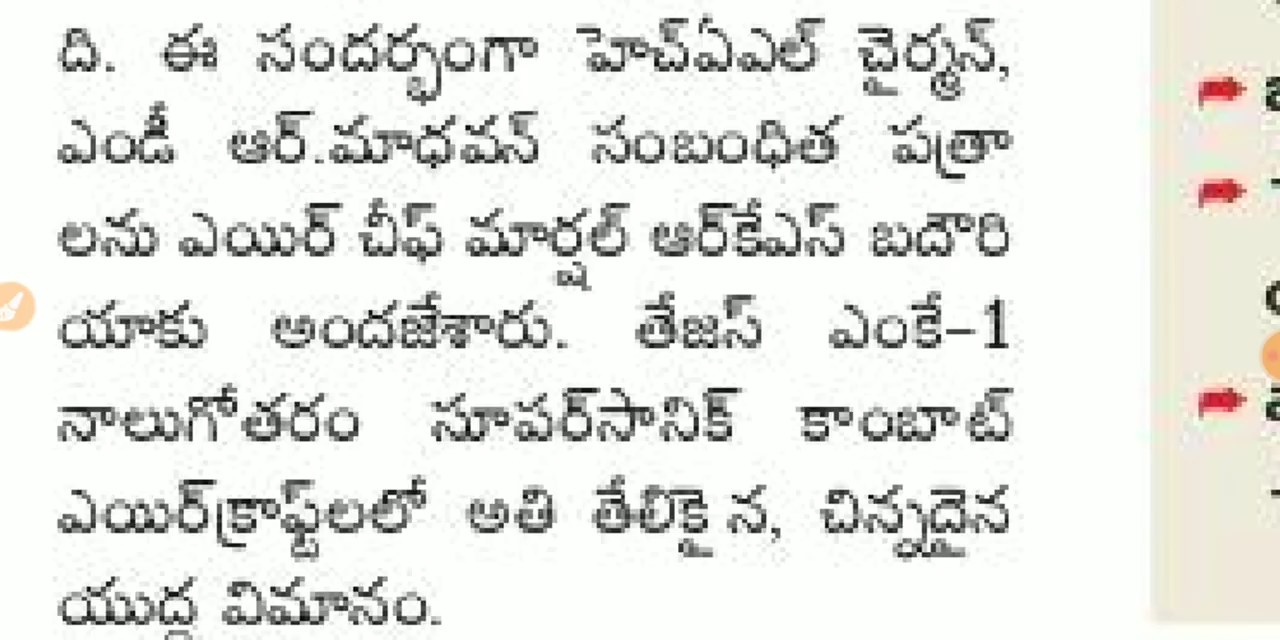 ది. ఈ సందర్భంగా హెచ్ఏఎల్ చైర్మన్,
ఎండీ ఆర్.మాధవన్ సంబంధిత పత్రా
లను ఎయిర్ చీఫ్ మార్షల్ ఆర్‌కేఎస్ బదౌరి
యాకు అందజేశారు. తేజస్ ఎంకే–1
నాలుగోతరం సూపర్‌సానిక్ కాంబాట్
ఎయిర్‌క్రాఫ్ట్‌లలో అతి తేలికై న, చిన్నదైన
యుద్ధ విమానం.